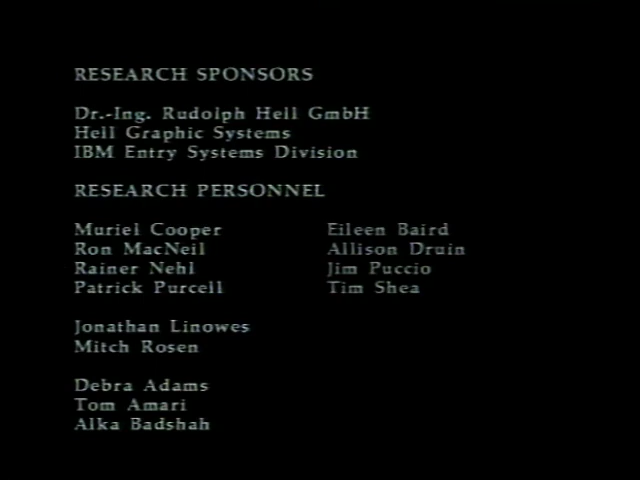 RESEARCH SPONSORS
Dr.-Ing. Rudolph Hell GmbH
Hell Graphic Systems
IBM Entry Systems Division
RESEARCH PERSONNEL
Muriel Cooper
Ron MacNeil
Rainer Nehl
Patrick Purcell
Eileen Baird
Allison Druin
Jim Puccio
Tim Shea
Jonathan Linowes
Mitch Rosen
Debra Adams
Tom Amari
Alka Badshah